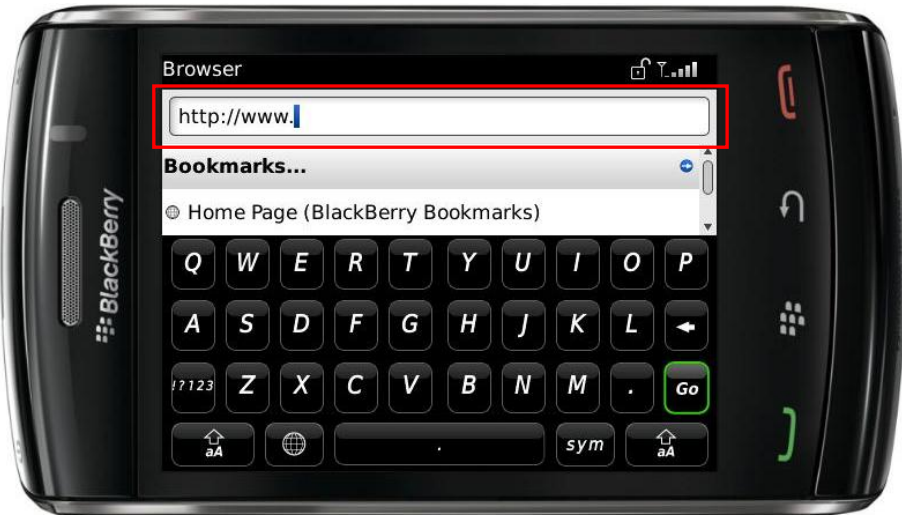 Browser
http://www.
Bookmarks...
Home Page (BlackBerry Bookmarks)
BlackBerry
Q W E R T Y U I O P
A S D F G H J K L
!?123 Z X C V B N M . Go
aA . sym aA